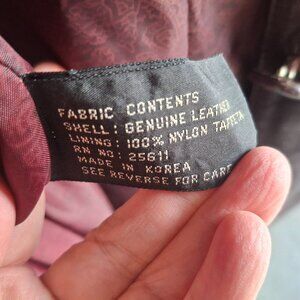 FABRIC CONTENTS
SHELL: GENUINE LEATHER
LINING: 100% NYLON TAFFETA
RN NO: 25611
MADE IN KOREA
SEE REVERSE FOR CARE